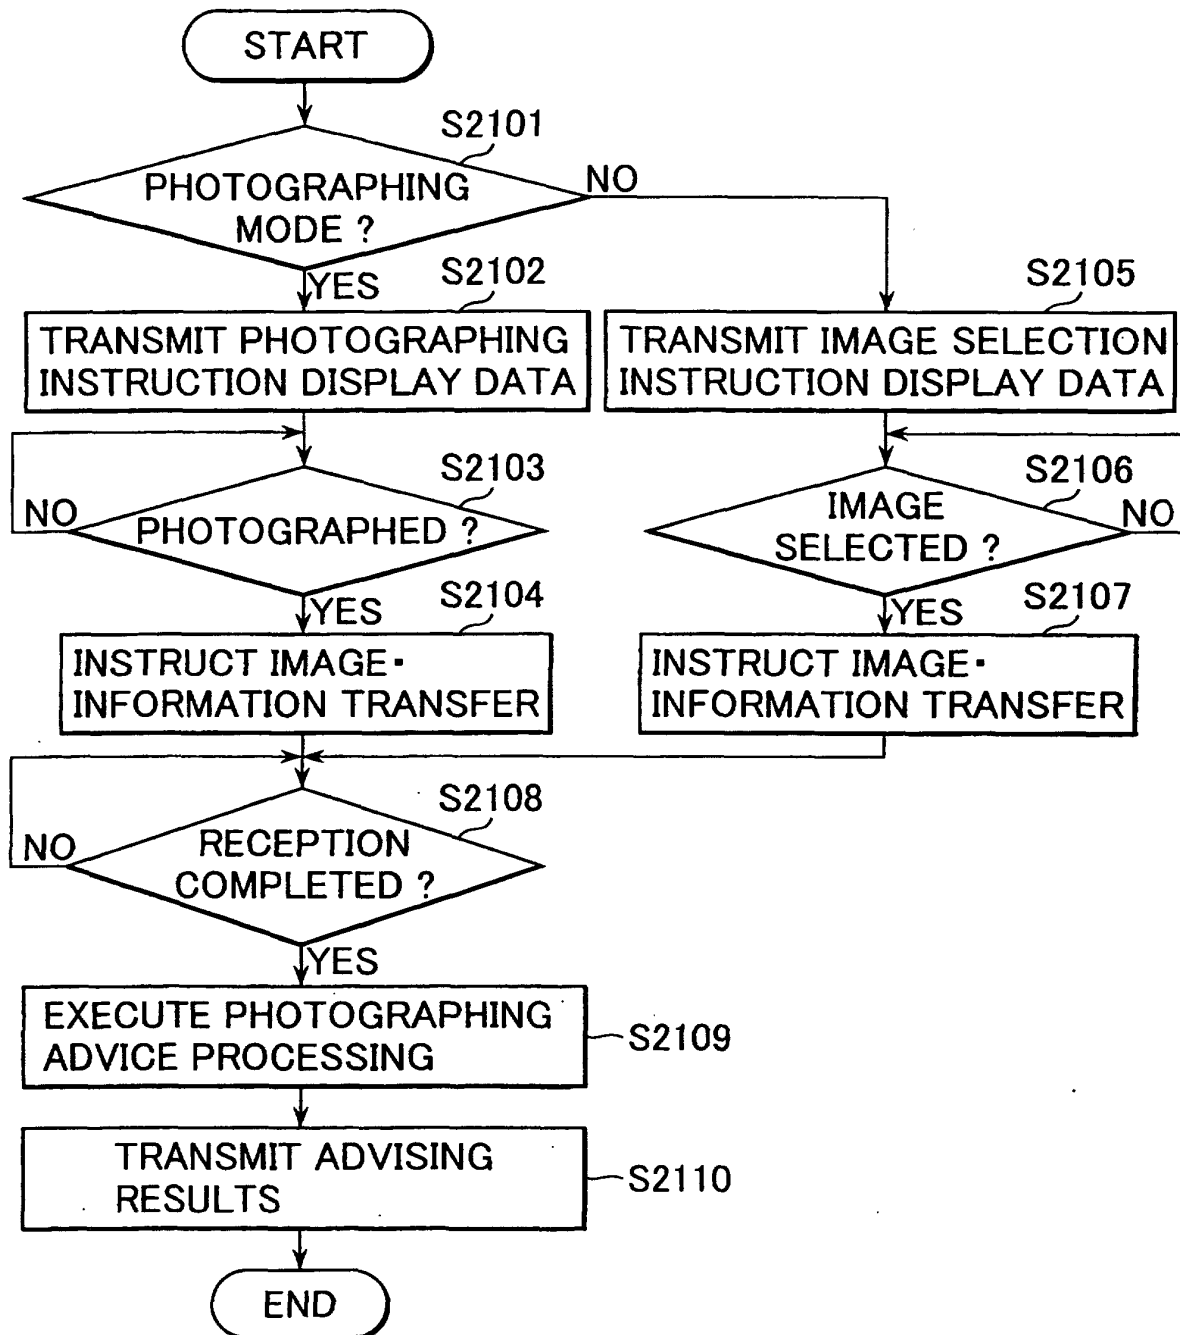 START
S2101
PHOTOGRAPHING
MODE ?
NO
YES
S2102
TRANSMIT PHOTOGRAPHING
INSTRUCTION DISPLAY DATA
S2105
TRANSMIT IMAGE SELECTION
INSTRUCTION DISPLAY DATA
S2103
NO
PHOTOGRAPHED ?
YES
S2106
IMAGE
SELECTED ?
NO
YES
S2104
INSTRUCT IMAGE·
INFORMATION TRANSFER
S2107
INSTRUCT IMAGE·
INFORMATION TRANSFER
S2108
NO
RECEPTION
COMPLETED ?
YES
EXECUTE PHOTOGRAPHING
ADVICE PROCESSING
S2109
TRANSMIT ADVISING
RESULTS
S2110
END